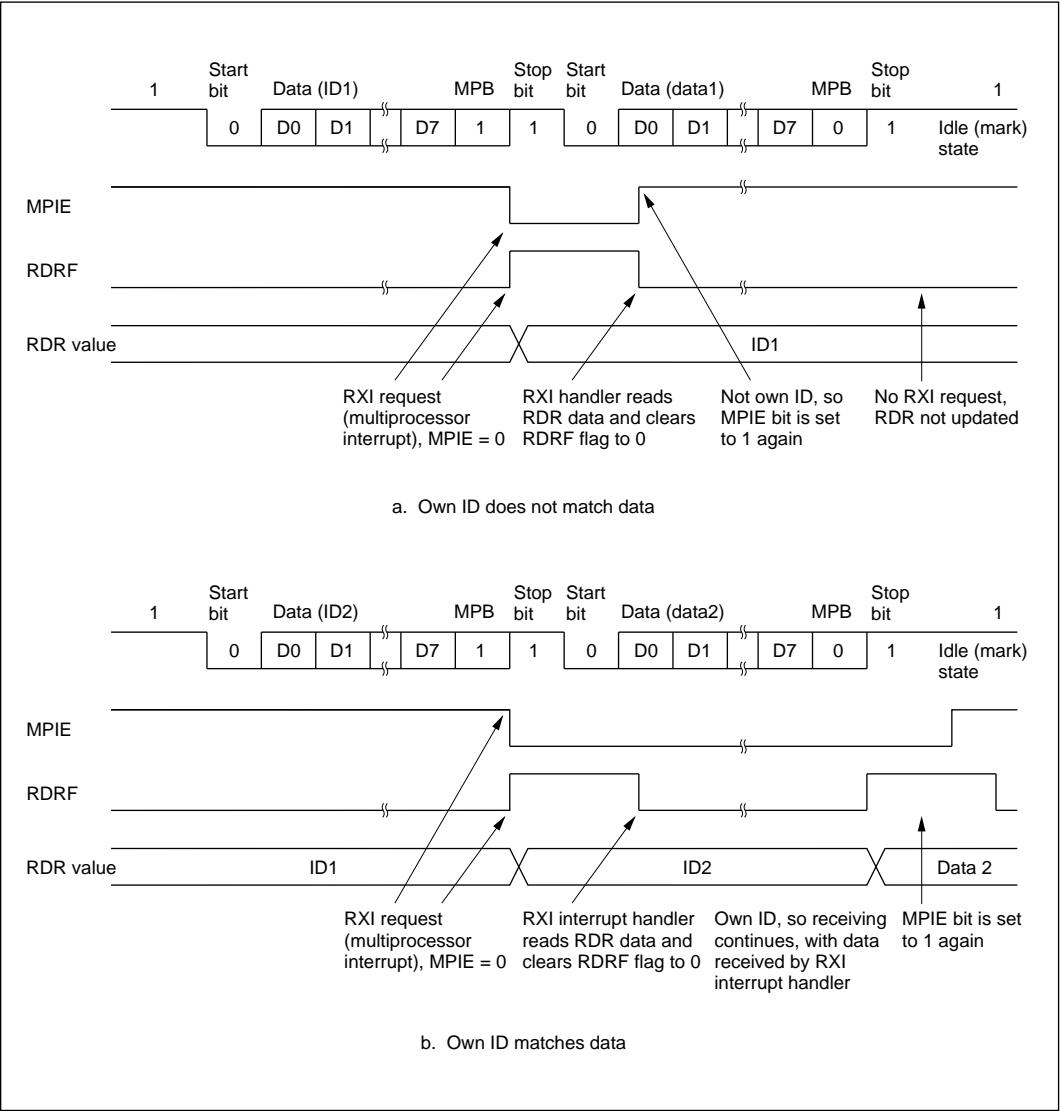 Start Stop Start Stop
1 bit Data (ID1) MPB bit bit Data (data1) MPB bit 1
0 D0 D1 D7 1 1 0 D0 D1 D7 0 1 Idle (mark)
state
MPIE
RDRF
RDR value ID1
RXI request
(multiprocessor
interrupt), MPIE = 0
RXI handler reads
RDR data and clears
RDRF flag to 0
Not own ID, so
MPIE bit is set
to 1 again
No RXI request,
RDR not updated
a. Own ID does not match data
Start Stop Start Stop
1 bit Data (ID2) MPB bit bit Data (data2) MPB bit 1
0 D0 D1 D7 1 1 0 D0 D1 D7 0 1 Idle (mark)
state
MPIE
RDRF
RDR value ID1 ID2 Data 2
RXI request
(multiprocessor
interrupt), MPIE = 0
RXI interrupt handler
reads RDR data and
clears RDRF flag to 0
Own ID, so receiving
continues, with data
received by RXI
interrupt handler
MPIE bit is set
to 1 again
b. Own ID matches data